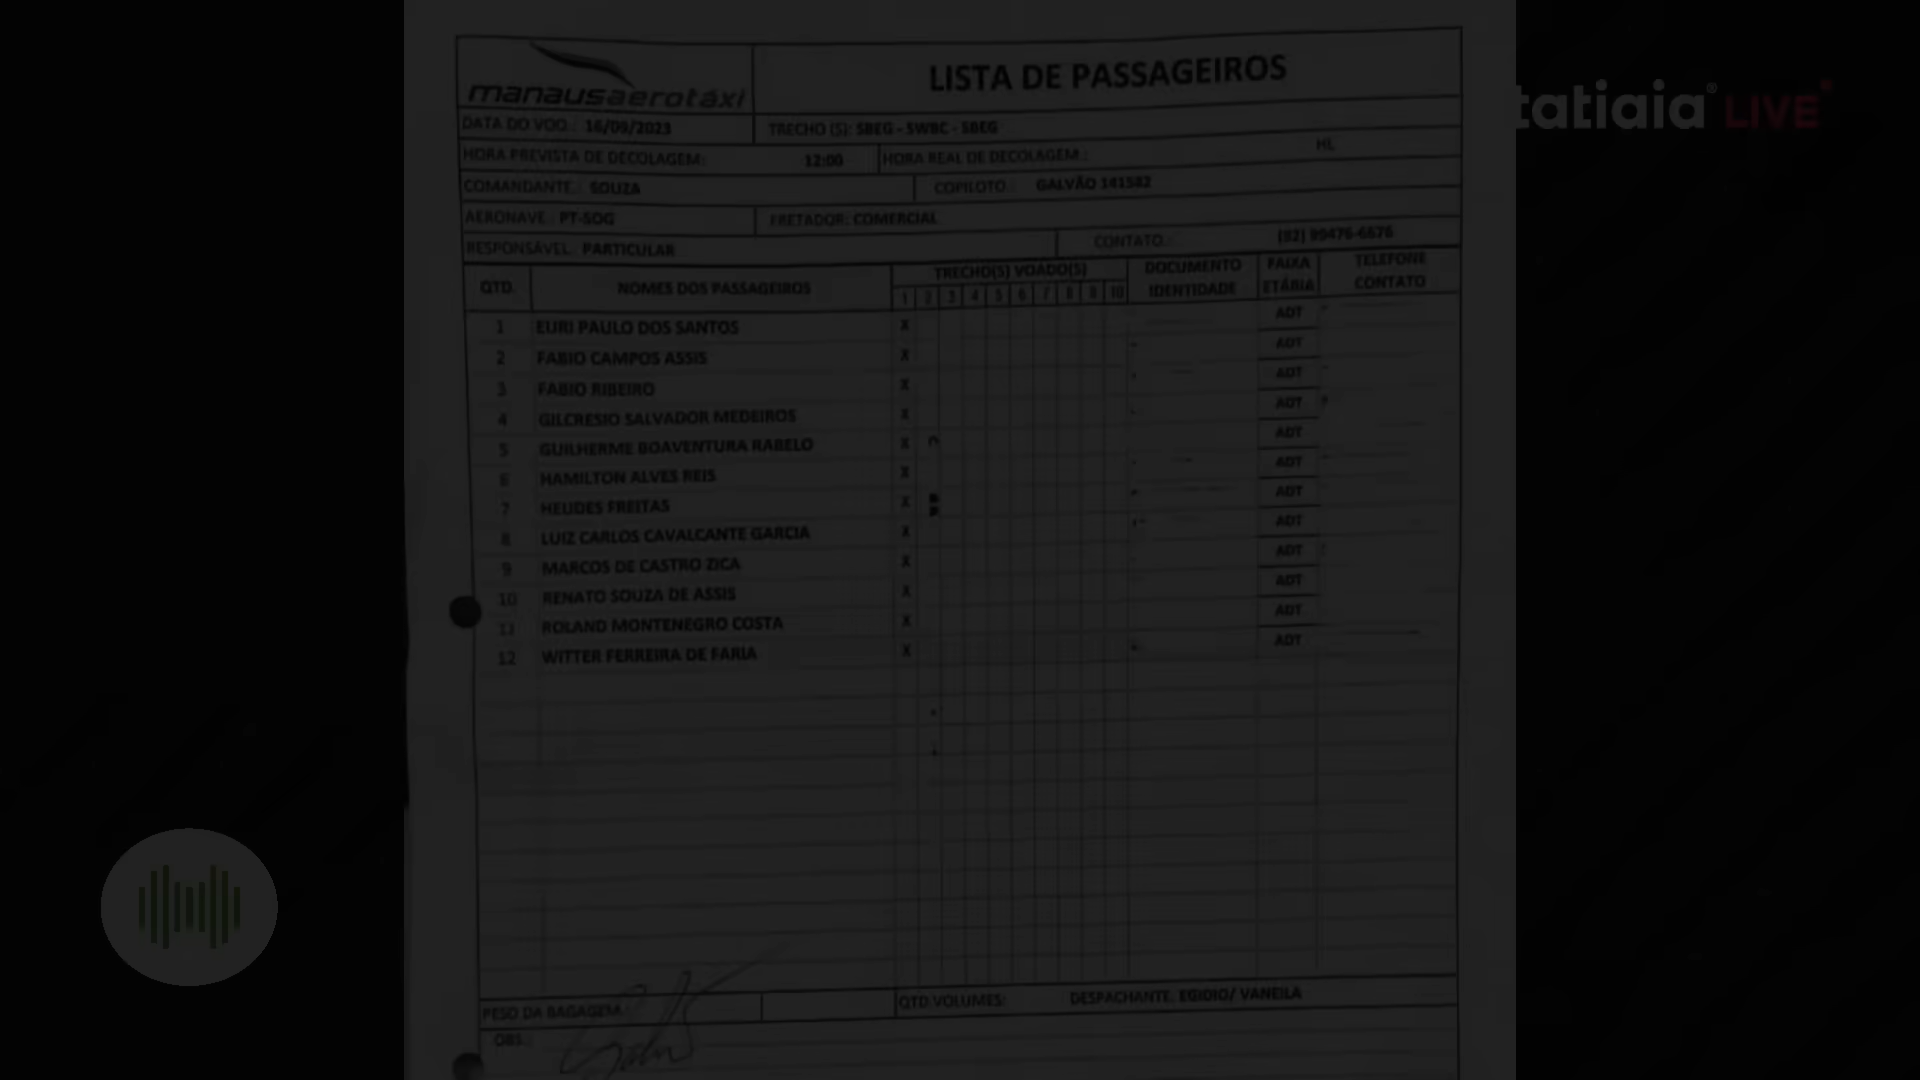 manausaerotáxi
LISTA DE PASSAGEIROS
tatiaia® LIVE
DATA DO VOO.: 16/09/2023
TRECHO (S): SBEG - SWBC - SBEG
HORA PREVISTA DE DECOLAGEM: 12:00
HORA REAL DE DECOLAGEM.: HL
COMANDANTE.: SOUZA
COPILOTO.: GALVÃO 141582
AERONAVE.: PT-SOG
FRETADOR: COMERCIAL
RESPONSÁVEL.: PARTICULAR
CONTATO.: (82) 99476-6576
QTD. NOMES DOS PASSAGEIROS TRECHO(S) VOADO(S) DOCUMENTO IDENTIDADE FAIXA ETÁRIA TELEFONE CONTATO
1 2 3 4 5 6 7 8 9 10
1 EURI PAULO DOS SANTOS X ADT
2 FABIO CAMPOS ASSIS X ADT
3 FABIO RIBEIRO X ADT
4 GILCRESIO SALVADOR MEDEIROS X ADT
5 GUILHERME BOAVENTURA RABELO X ADT
6 HAMILTON ALVES REIS X ADT
7 HEUDES FREITAS X ADT
8 LUIZ CARLOS CAVALCANTE GARCIA X ADT
9 MARCOS DE CASTRO ZICA X ADT
10 RENATO SOUZA DE ASSIS X ADT
11 ROLAND MONTENEGRO COSTA X ADT
12 WITTER FERREIRA DE FARIA X ADT
PESO DA BAGAGEM.:
QTD.VOLUMES:
DESPACHANTE. EGIDIO/ VANEILA
OBS.: